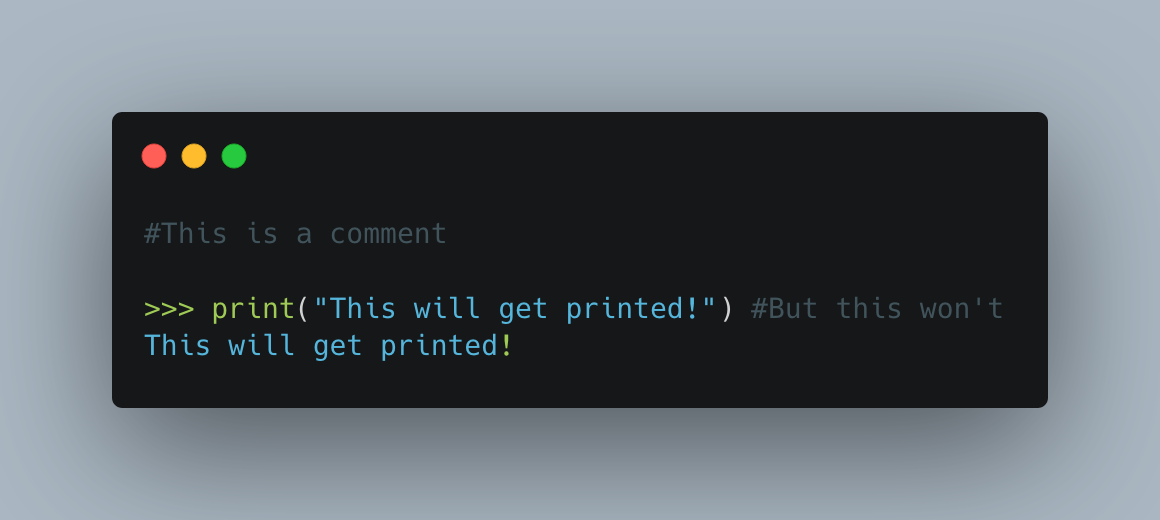 #This is a comment
>>> print("This will get printed!") #But this won't
This will get printed!